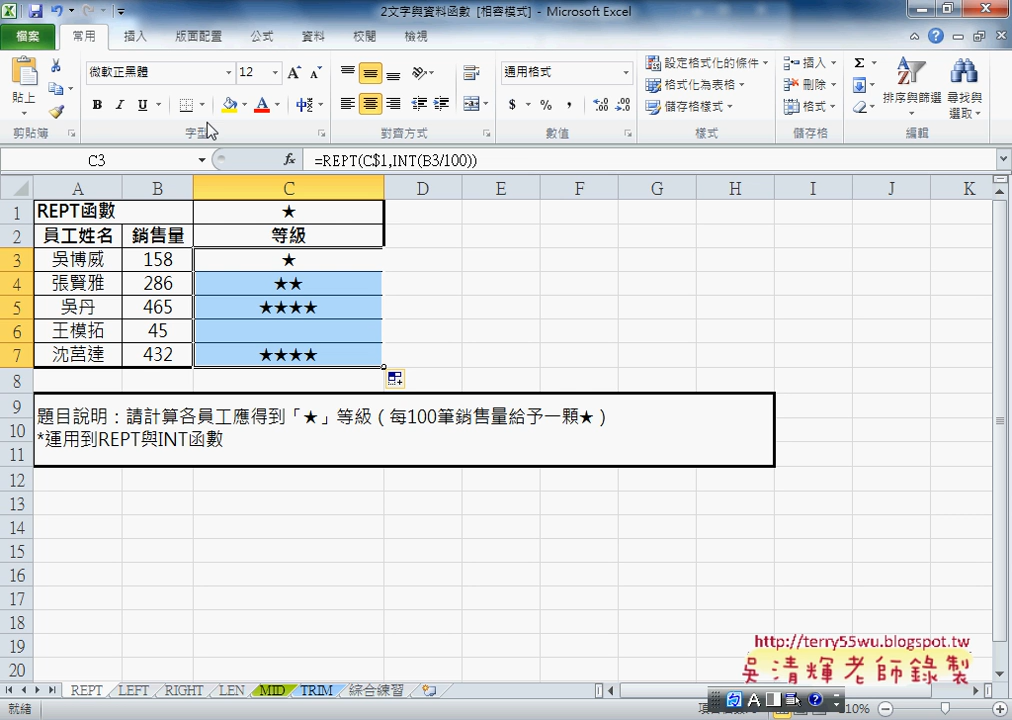 2文字與資料函數 [相容模式] - Microsoft Excel
檔案 常用 插入 版面配置 公式 資料 校閱 檢視
貼上 微軟正黑體 12 通用格式 設定格式化的條件 格式化為表格 儲存格樣式 插入 刪除 格式 排序與篩選 尋找與選取
剪貼簿 字型 對齊方式 數值 樣式 儲存格 編輯
C3 fx =REPT(C$1,INT(B3/100))
A B C D E F G H I J K
1 REPT函數 ★
2 員工姓名 銷售量 等級
3 吳博威 158 ★
4 張賢雅 286 ★★
5 吳丹 465 ★★★★
6 王模拓 45
7 沈莒達 432 ★★★★
8
9 題目說明：請計算各員工應得到「★」等級（每100筆銷售量給予一顆★）
10 *運用到REPT與INT函數
11
12
13
14
15
16
17
18
19
20
http://terry55wu.blogspot.tw
吳清輝老師錄製
REPT LEFT RIGHT LEN MID TRIM 綜合練習
就緒